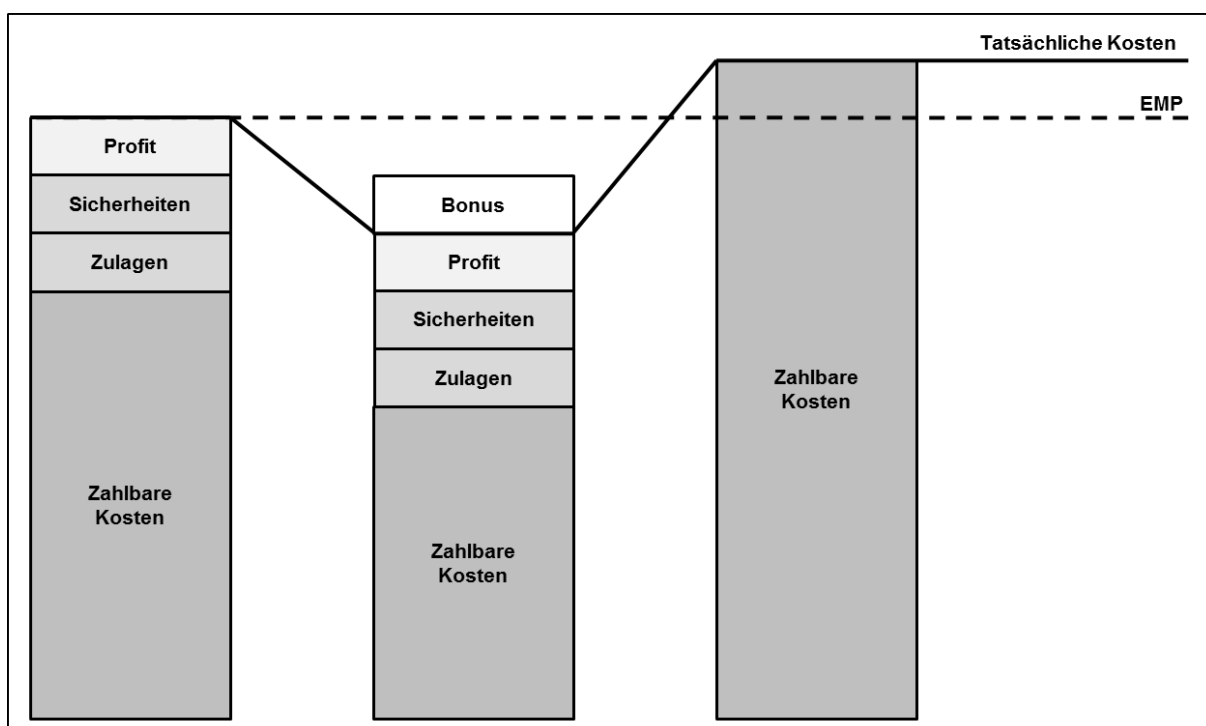 Tatsächliche Kosten
EMP
Profit
Sicherheiten
Zulagen
Zahlbare
Kosten
Bonus
Profit
Sicherheiten
Zulagen
Zahlbare
Kosten
Zahlbare
Kosten